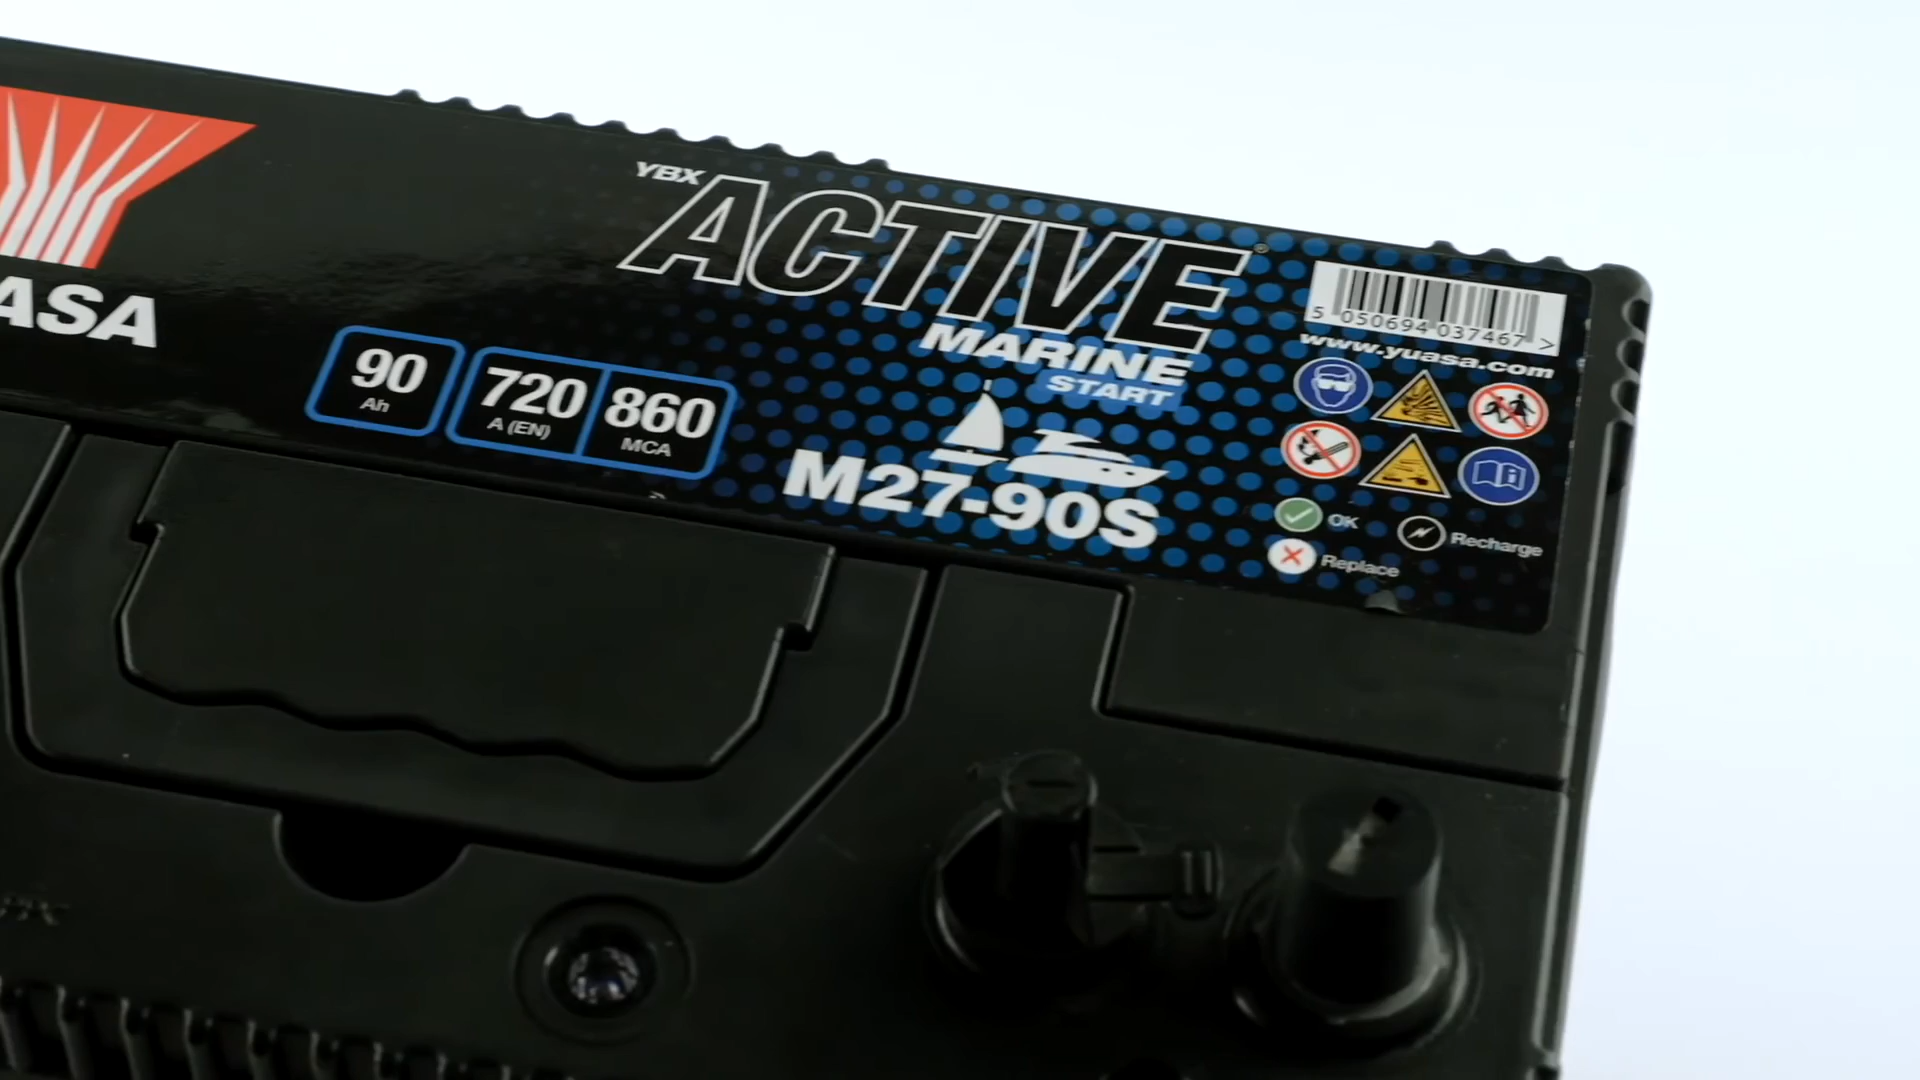 ASA
YBX
ACTIVE®
MARINE
START
90
Ah
720
A (EN)
860
MCA
M27-90S
5 050694 037467 >
www.yuasa.com
OK
Recharge
Replace